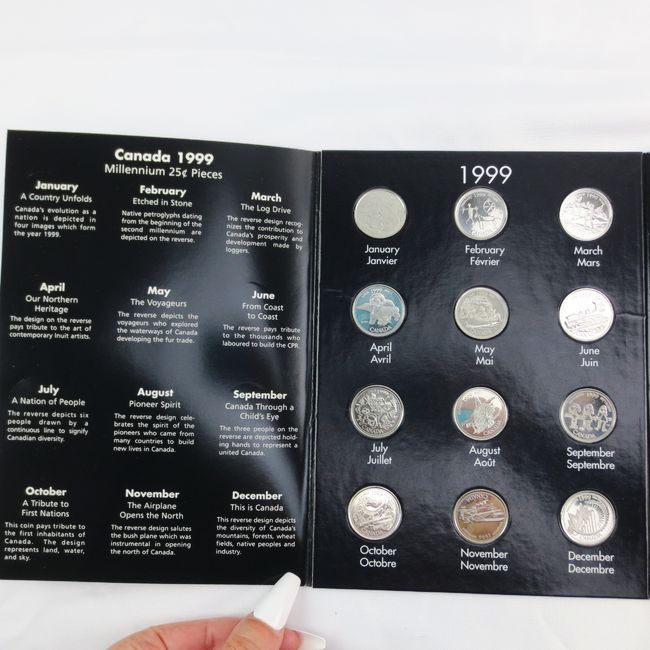 Canada 1999
Millennium 25¢ Pieces
January
A Country Unfolds
Canada's evolution as a
nation is depicted in
four images which form
the year 1999.
February
Etched in Stone
Native petroglyphs dating
from the beginning of the
second millennium are
depicted on the reverse.
March
The Log Drive
The reverse design recog-
nizes the contribution to
Canada's prosperity and
development made by
loggers.
April
Our Northern
Heritage
The design on the reverse
pays tribute to the art of
contemporary Inuit artists.
May
The Voyageurs
The reverse depicts the
voyageurs who explored
the waterways of Canada
developing the fur trade.
June
From Coast
to Coast
The reverse pays tribute
to the thousands who
laboured to build the CPR.
July
A Nation of People
The reverse depicts six
people drawn by a
continuous line to signify
Canadian diversity.
August
Pioneer Spirit
The reverse design cele-
brates the spirit of the
pioneers who came from
many countries to build
new lives in Canada.
September
Canada Through a
Child's Eye
The three people on the
reverse are depicted hold-
ing hands to represent a
united Canada.
October
A Tribute to
First Nations
This coin pays tribute to
the first inhabitants of
Canada. The design
represents land, water,
and sky.
November
The Airplane
Opens the North
The reverse design salutes
the bush plane which was
instrumental in opening
the north of Canada.
December
This is Canada
This reverse design depicts
the diversity of Canada's
mountains, forests, wheat
fields, native peoples and
industry.
1999
January
Janvier
February
Février
March
Mars
1999
CANADA
April
Avril
May
Mai
June
Juin
July
Juillet
August
Août
CANADA
September
Septembre
October
Octobre
November
Novembre
December
Decembre